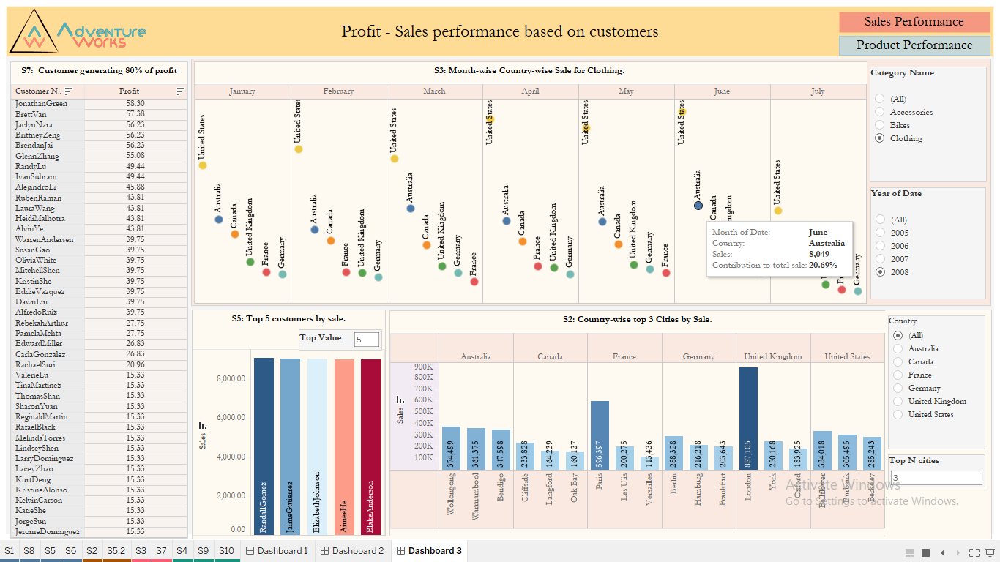 Adventure
Works
Profit - Sales performance based on customers
Sales Performance
Product Performance
S7: Customer generating 80% of profit
Customer N.. Profit
JonathanGreen 58.30
BrettVan 57.38
JaclynNara 56.23
BrittneyZeng 56.23
BrendanJai 56.23
GlennZhang 55.08
RandyLu 49.44
IvanSubram 49.44
AlejandroLi 45.88
RubenRaman 43.81
LauraWang 43.81
HeidiMalhotra 43.81
AlvinYe 43.81
WarrenAndersen 39.75
SusanGao 39.75
OliviaWhite 39.75
MitchellShen 39.75
KristinShe 39.75
EddieVazquez 39.75
DawnLin 39.75
AlfredoRuiz 39.75
RebekahArthur 27.75
PamelaMehta 27.75
EdwardMiller 26.83
CarlaGonzalez 26.83
RachaelSuri 20.96
ValerieLu 15.33
TinaMartinez 15.33
ThomasShan 15.33
SharonYuan 15.33
ReginaldMartin 15.33
RafaelBlack 15.33
MelindaTorres 15.33
LindseyShen 15.33
LarryDominguez 15.33
LaceyZhao 15.33
KurtDeng 15.33
KristineAlonso 15.33
KelvinCarson 15.33
KatieShe 15.33
JorgeSun 15.33
JeromeDominguez 15.33
S3: Month-wise Country-wise Sale for Clothing.
January February March April May June July
United States Australia Canada United Kingdom France Germany
United States Australia Canada France United Kingdom Germany
United States Australia Canada United Kingdom Germany France
United States Australia Canada France United Kingdom Germany
United States Australia Canada United Kingdom Germany France
United States Australia Canada
United States Germany
Month of Date: June
Country: Australia
Sales: 8,049
Contribution to total sale: 20.69%
Category Name
(All)
Accessories
Bikes
Clothing
Year of Date
(All)
2005
2006
2007
2008
S5: Top 5 customers by sale.
Top Value 5
Sales
8,000.00
6,000.00
4,000.00
2,000.00
0.00
RandallGomez
JaimeGutierrez
ElizabethJohnson
AimeeHe
BlakeAnderson
S2: Country-wise top 3 Cities by Sale.
Australia Canada France Germany United Kingdom United States
Sales
900K
800K
700K
600K
500K
400K
300K
200K
100K
374,499 361,375 347,598 233,828 164,239 160,137 596,397 200,275 113,436 288,328 216,218 203,643 887,105 250,168 183,925 334,018 305,495 285,243
Wollongong Warrnambool Bendigo Cliffside Langford Oak Bay Paris Les Ulis Versailles Berlin Hamburg Frankfurt London York Oxford Bellflower Burbank Berkeley
Country
(All)
Australia
Canada
France
Germany
United Kingdom
United States
Top N cities
3
Activate Windows
Go to Settings to activate Windows.
S1 S8 S5 S6 S2 S5.2 S3 S7 S4 S9 S10 Dashboard 1 Dashboard 2 Dashboard 3